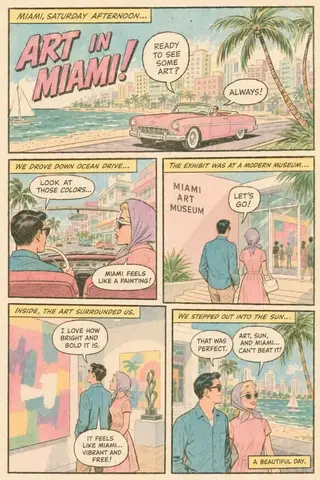 MIAMI, SATURDAY AFTERNOON...
ART IN
MIAMI!
READY
TO SEE
SOME
ART?
ALWAYS!
WE DROVE DOWN OCEAN DRIVE...
LOOK AT
THOSE COLORS...
MIAMI FEELS
LIKE A PAINTING!
THE EXHIBIT WAS AT A MODERN MUSEUM...
MIAMI
ART
MUSEUM
LET'S
GO!
INSIDE, THE ART SURROUNDED US.
I LOVE HOW
BRIGHT AND
BOLD IT IS.
IT FEELS
LIKE MIAMI...
VIBRANT AND
FREE!
WE STEPPED OUT INTO THE SUN...
THAT WAS
PERFECT.
ART, SUN,
AND MIAMI...
CAN'T BEAT IT!
A BEAUTIFUL DAY.